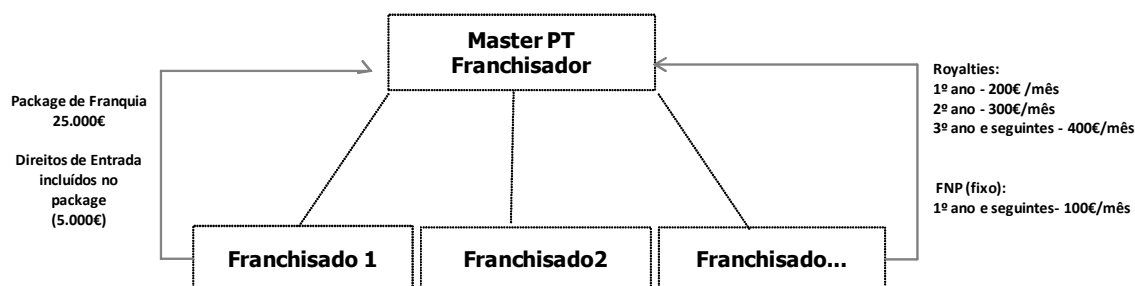 Master PT
Franchisador
Package de Franquia
25.000€
Direitos de Entrada
incluídos no
package
(5.000€)
Royalties:
1º ano - 200€ /mês
2º ano - 300€/mês
3º ano e seguintes - 400€/mês
FNP (fixo):
1º ano e seguintes- 100€/mês
Franchisado 1
Franchisado2
Franchisado...